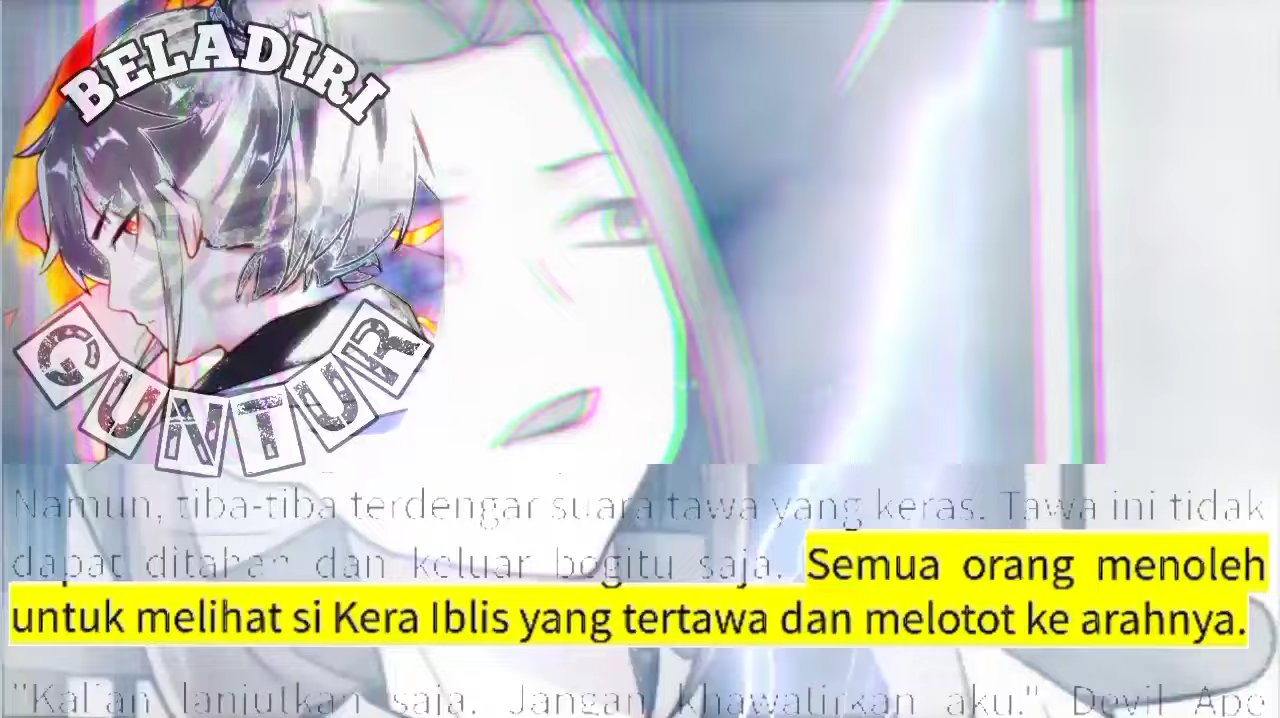 BELADIRI
GUNTUR
Namun, tiba-tiba terdengar suara tawa yang keras. Tawa ini tidak
dapat ditahan dan keluar begitu saja. Semua orang menoleh
untuk melihat si Kera Iblis yang tertawa dan melotot ke arahnya.
"Kalian lanjutkan saja. Jangan khawatirkan aku." Devil Ape